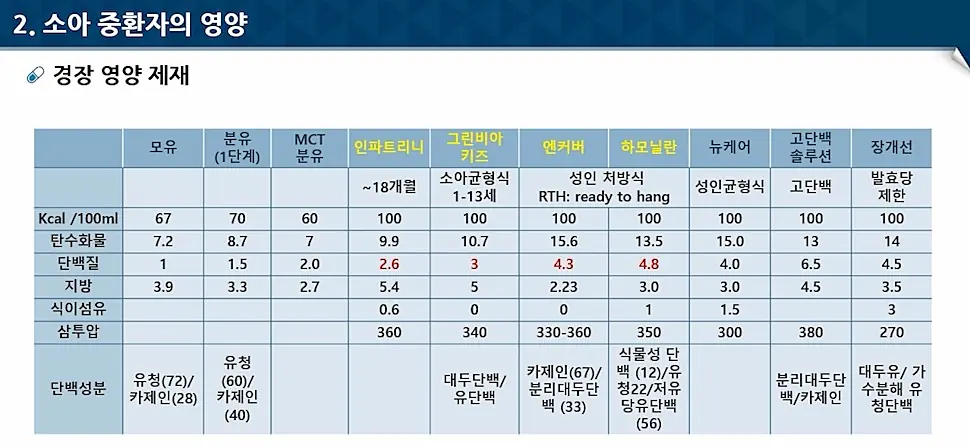 2. 소아 중환자의 영양
경장 영양 제재
모유 분유 (1단계) MCT 분유 인파트리니 그린비아 키즈 엔커버 하모닐란 뉴케어 고단백 솔루션 장개선
~18개월 소아균형식 1-13세 성인 처방식 RTH: ready to hang 성인균형식 고단백 발효당 제한
Kcal /100ml 67 70 60 100 100 100 100 100 100 100
탄수화물 7.2 8.7 7 9.9 10.7 15.6 13.5 15.0 13 14
단백질 1 1.5 2.0 2.6 3 4.3 4.8 4.0 6.5 4.5
지방 3.9 3.3 2.7 5.4 5 2.23 3.0 3.0 4.5 3.5
식이섬유 0.6 0 0 1 1.5 3
삼투압 360 340 330-360 350 300 380 270
단백성분 유청(72)/카제인(28) 유청(60)/카제인(40) 대두단백/유단백 카제인(67)/분리대두단백 (33) 식물성 단백 (12)/유청22/저유당유단백(56) 분리대두단백/카제인 대두유/ 가수분해 유청단백